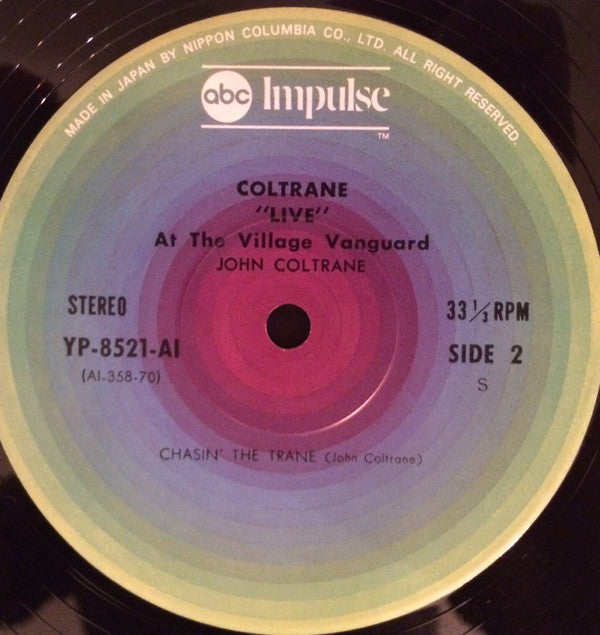 MADE IN JAPAN BY NIPPON COLUMBIA CO., LTD. ALL RIGHT RESERVED.
abc Impulse
TM
COLTRANE
"LIVE"
At The Village Vanguard
JOHN COLTRANE
STEREO
33 1/3 RPM
YP-8521-AI
SIDE 2
(AI-358-70)
S
CHASIN' THE TRANE (John Coltrane)